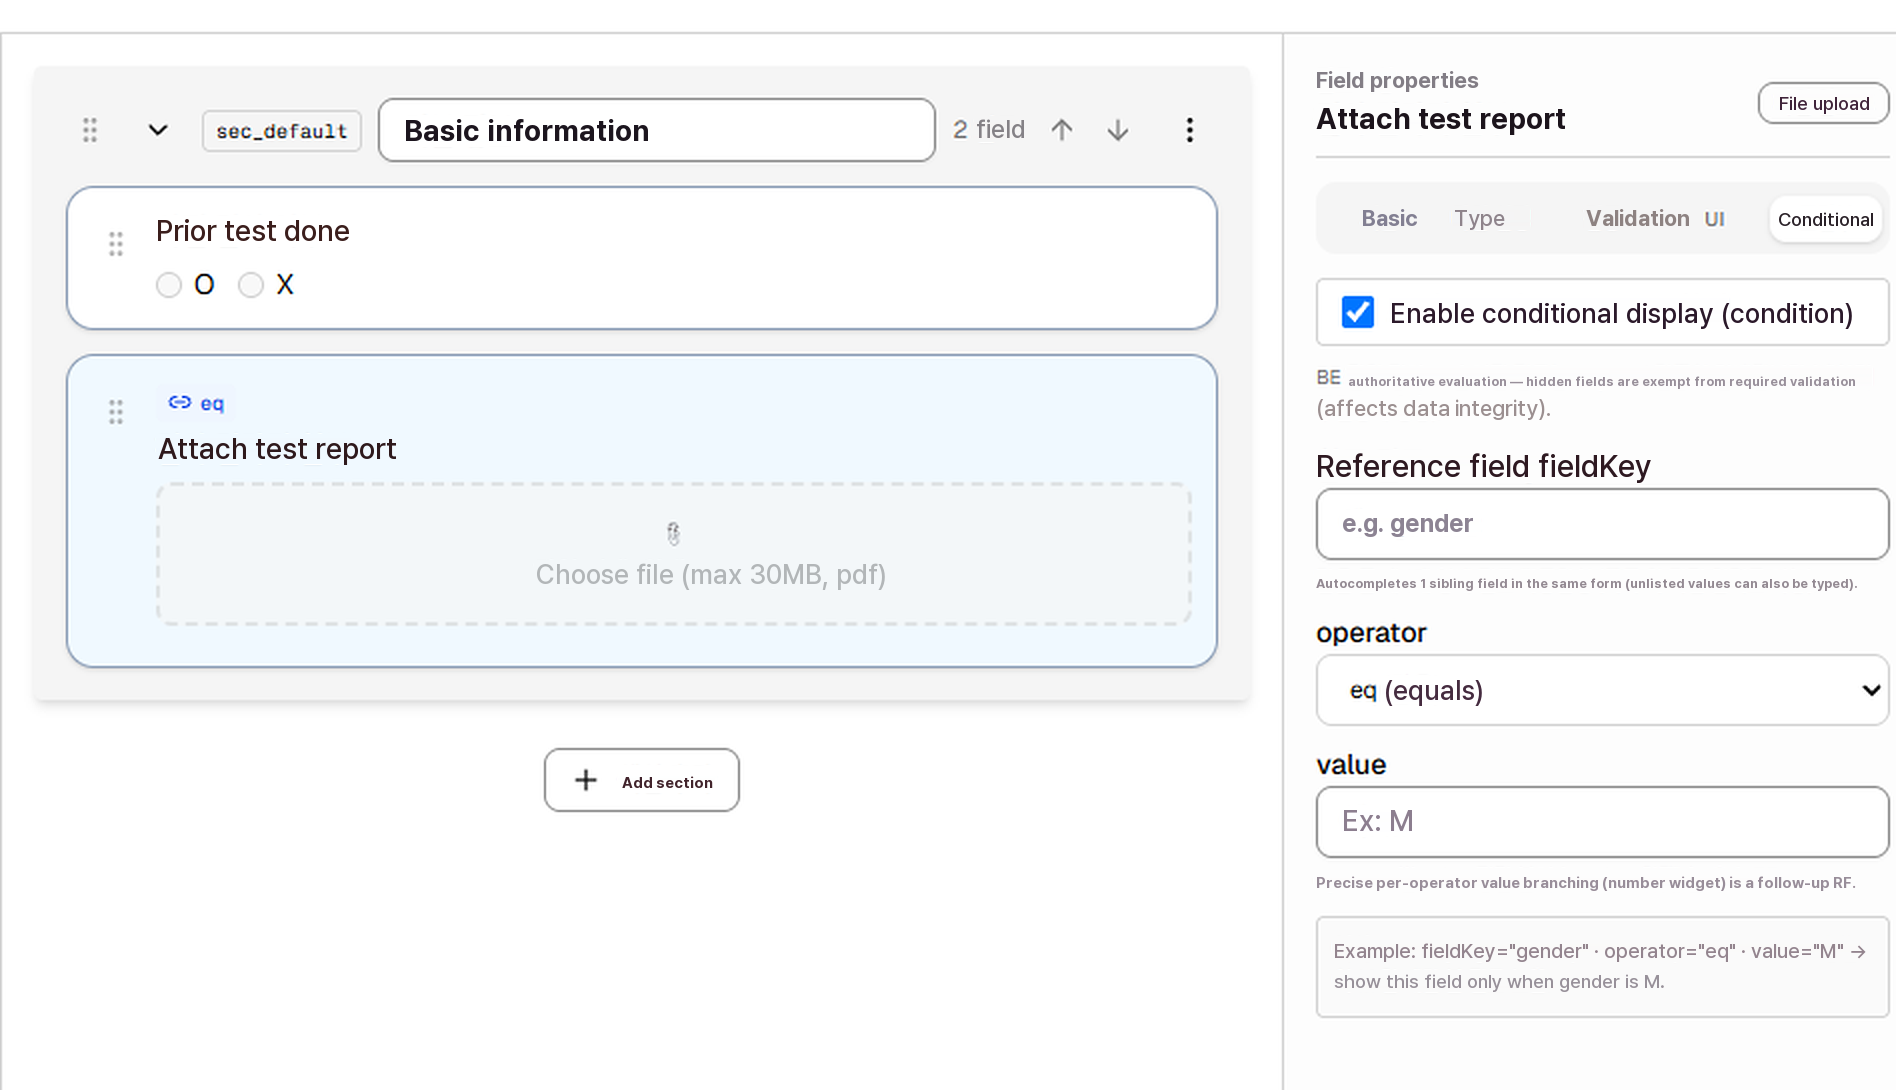 sec_default
Basic information
2 field
Prior test done
O X
eq
Attach test report
Choose file (max 30MB, pdf)
Add section
Field properties
Attach test report
File upload
Basic Type Validation UI Conditional
Enable conditional display (condition)
BE authoritative evaluation — hidden fields are exempt from required validation
(affects data integrity).
Reference field fieldKey
e.g. gender
Autocompletes 1 sibling field in the same form (unlisted values can also be typed).
operator
eq (equals)
value
Ex: M
Precise per-operator value branching (number widget) is a follow-up RF.
Example: fieldKey="gender" · operator="eq" · value="M" →
show this field only when gender is M.